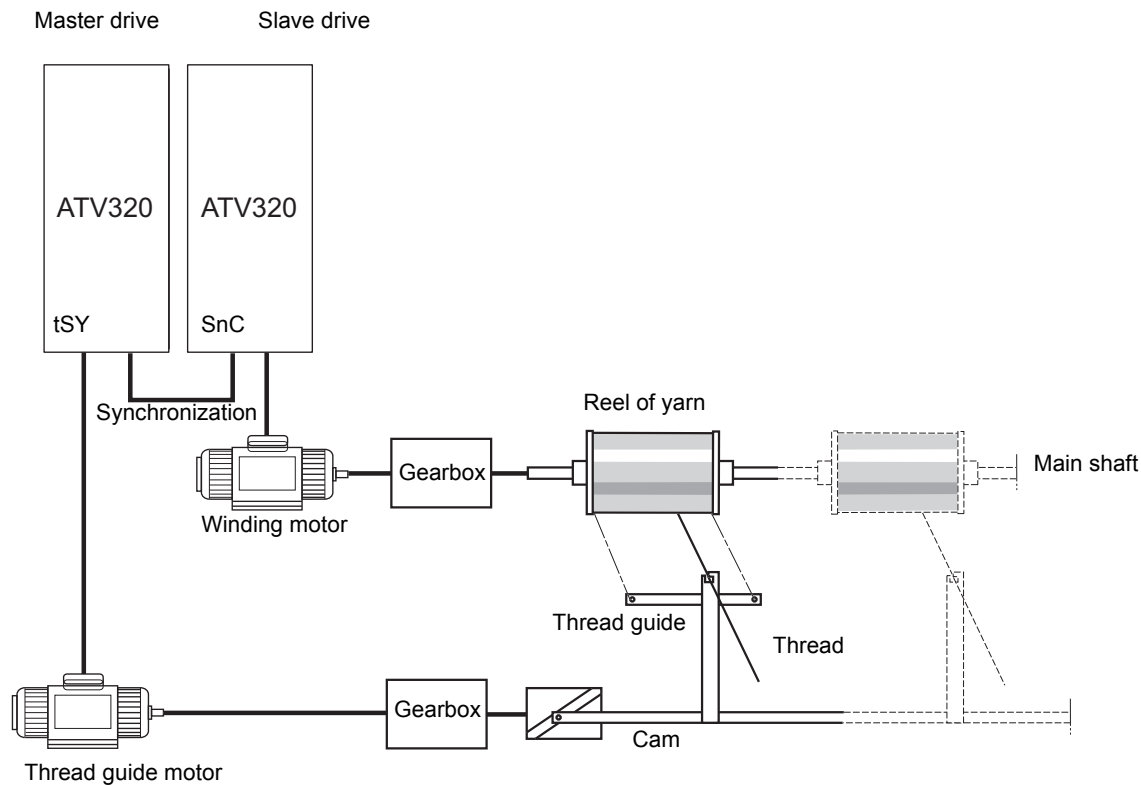 Master drive
Slave drive
ATV320
ATV320
tSY
SnC
Synchronization
Reel of yarn
Gearbox
Main shaft
Winding motor
Thread guide
Thread
Gearbox
Cam
Thread guide motor